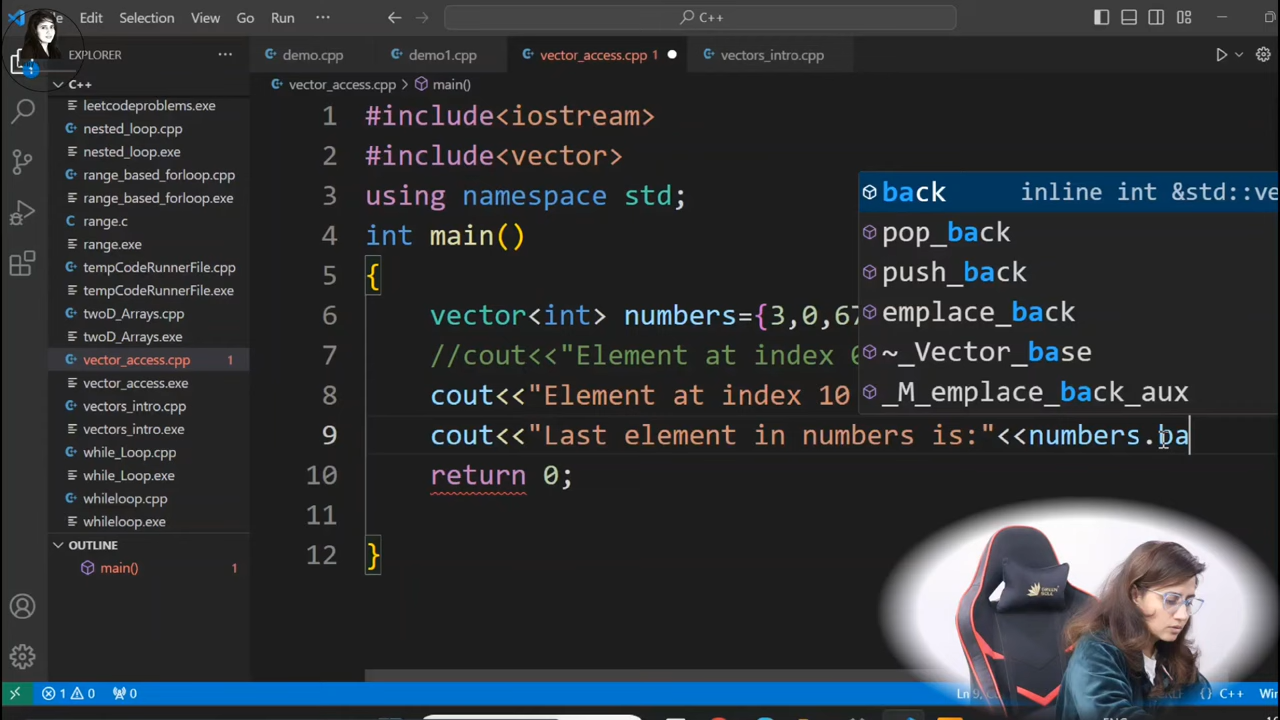 Edit Selection View Go Run ··· C++
EXPLORER ···
demo.cpp demo1.cpp vector_access.cpp 1 vectors_intro.cpp
C++
vector_access.cpp > main()
leetcodeproblems.exe
nested_loop.cpp
nested_loop.exe
range_based_forloop.cpp
range_based_forloop.exe
range.c
range.exe
tempCodeRunnerFile.cpp
tempCodeRunnerFile.exe
twoD_Arrays.cpp
twoD_Arrays.exe
vector_access.cpp 1
vector_access.exe
vectors_intro.cpp
vectors_intro.exe
while_Loop.cpp
while_Loop.exe
whileloop.cpp
whileloop.exe
OUTLINE
main() 1
1 #include<iostream>
2 #include<vector>
3 using namespace std;
4 int main()
5 {
6 vector<int> numbers={3,0,67
7 //cout<<"Element at index 0
8 cout<<"Element at index 10
9 cout<<"Last element in numbers is:"<<numbers.ba
10 return 0;
11
12 }
back inline int &std::ve
pop_back
push_back
emplace_back
~_Vector_base
_M_emplace_back_aux
1 0 0 Ln 9, {} C++ Win